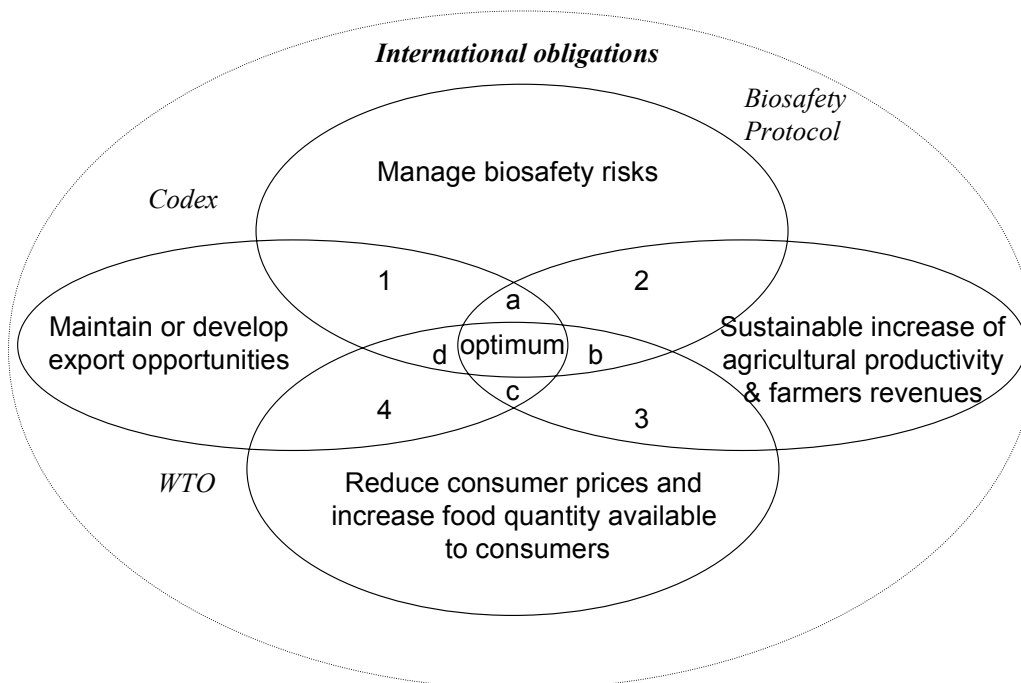 International obligations
Biosafety
Protocol
Manage biosafety risks
Codex
1
2
a
Maintain or develop
export opportunities
Sustainable increase of
agricultural productivity
& farmers revenues
d
optimum
b
c
4
3
WTO
Reduce consumer prices and
increase food quantity available
to consumers